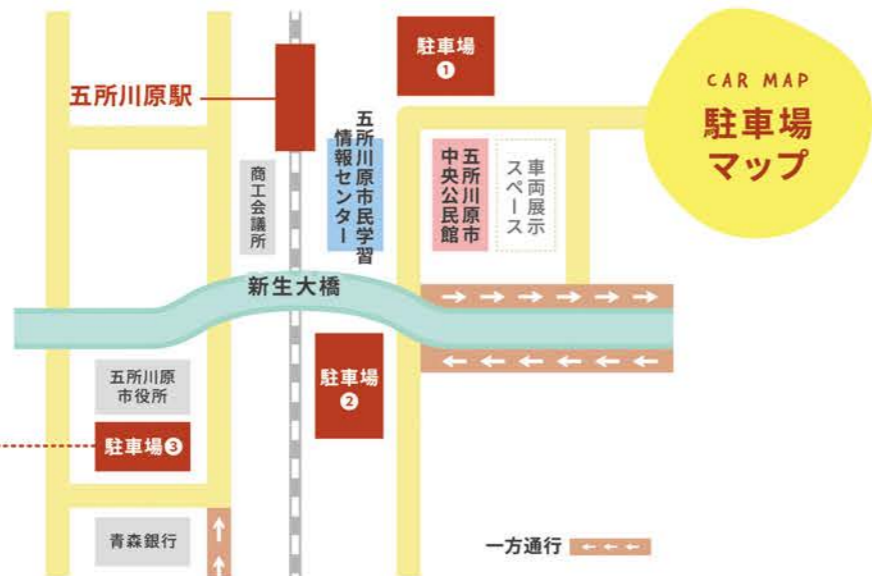 CAR MAP
駐車場
マップ
駐車場
❶
五所川原駅
五所川原市民学習
情報センター
五所川原市
中央公民館
車両展示
スペース
商工会議所
新生大橋
駐車場
❷
五所川原
市役所
駐車場❸
青森銀行
一方通行